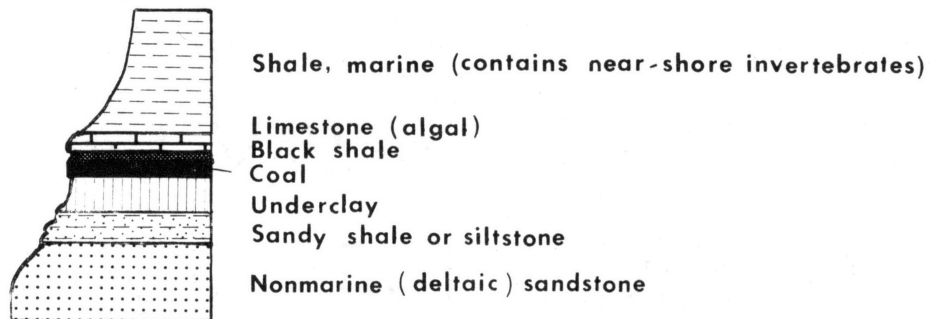 Shale, marine (contains near-shore invertebrates)
Limestone (algal)
Black shale
Coal
Underclay
Sandy shale or siltstone
Nonmarine (deltaic) sandstone